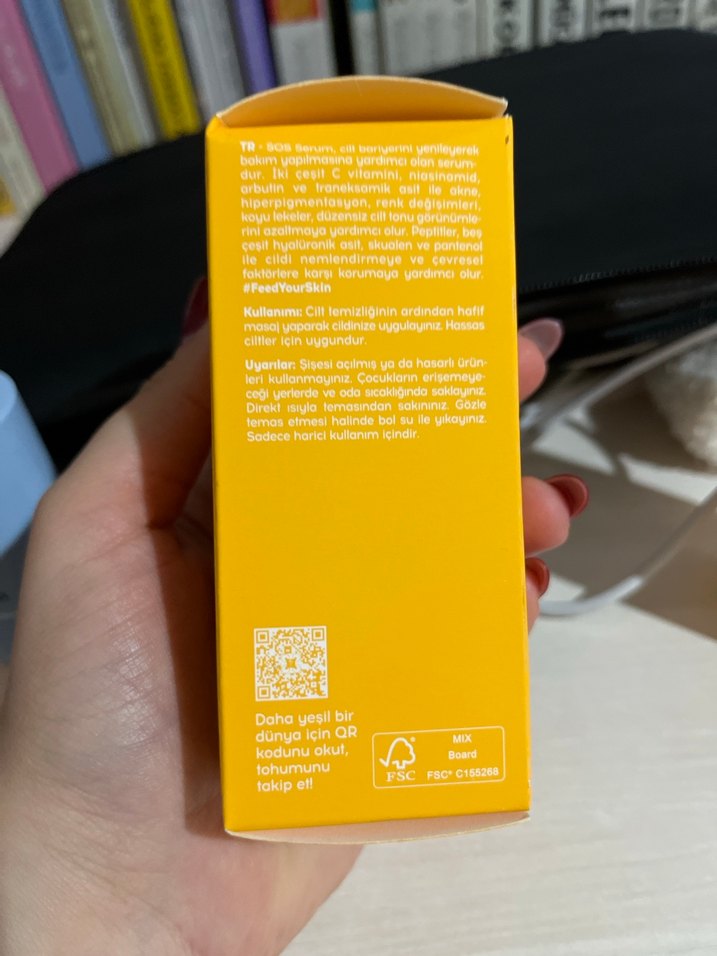 TR - SOS Serum, cilt bariyerini yenileyerek
bakım yapılmasına yardımcı olan serum-
dur. İki çeşit C vitamini, niasinamid,
arbutin ve traneksamik asit ile akne,
hiperpigmentasyon, renk değişimleri,
koyu lekeler, düzensiz cilt tonu görünümle-
rini azaltmaya yardımcı olur. Peptitler, beş
çeşit hyalüronik asit, skualen ve pantenol
ile cildi nemlendirmeye ve çevresel
faktörlere karşı korumaya yardımcı olur.
#FeedYourSkin
Kullanımı: Cilt temizliğinin ardından hafif
masaj yaparak cildinize uygulayınız. Hassas
ciltler için uygundur.
Uyarılar: Şişesi açılmış ya da hasarlı ürün-
leri kullanmayınız. Çocukların erişemeye-
ceği yerlerde ve oda sıcaklığında saklayınız.
Direkt ısıyla temasından sakınınız. Gözle
temas etmesi halinde bol su ile yıkayınız.
Sadece harici kullanım içindir.
Daha yeşil bir
dünya için QR
kodunu okut,
tohumunu
takip et!
MIX
Board
FSC
FSC® C155268